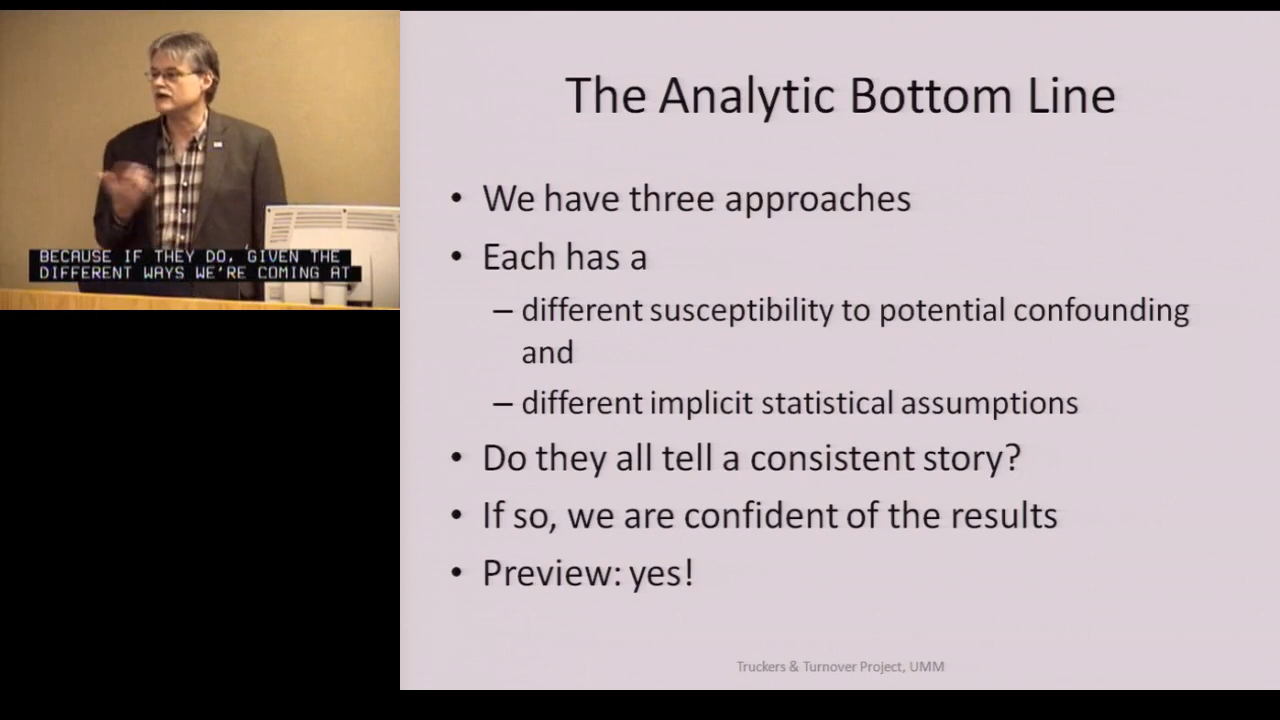 The Analytic Bottom Line
• We have three approaches
• Each has a
– different susceptibility to potential confounding
and
– different implicit statistical assumptions
• Do they all tell a consistent story?
• If so, we are confident of the results
• Preview: yes!
Truckers & Turnover Project, UMM
BECAUSE IF THEY DO, GIVEN THE
DIFFERENT WAYS WE'RE COMING AT